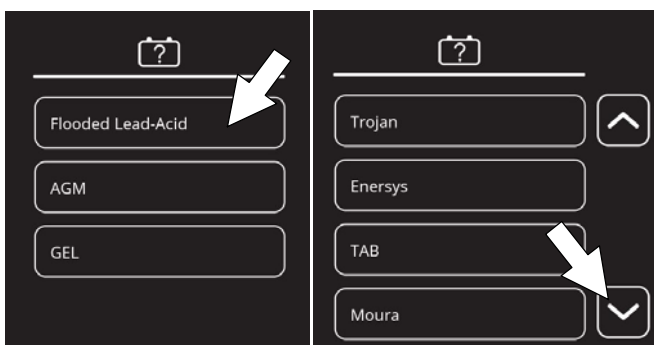 ?
Flooded Lead-Acid
AGM
GEL
?
Trojan
Enersys
TAB
Moura